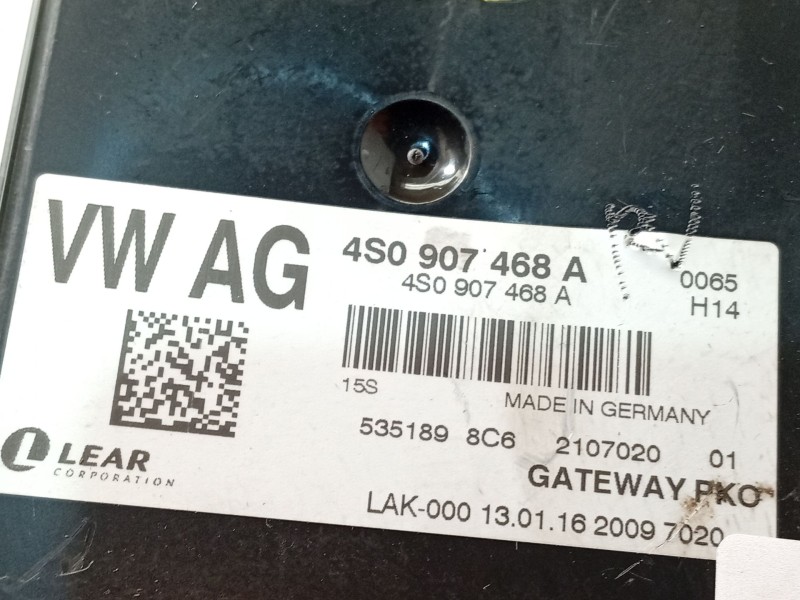 VW AG
4S0 907 468 A
4S0 907 468 A
0065
H14
15S
MADE IN GERMANY
535189 8C6 2107020 01
LEAR
CORPORATION
GATEWAY PKO
LAK-000 13.01.16 2009 7020